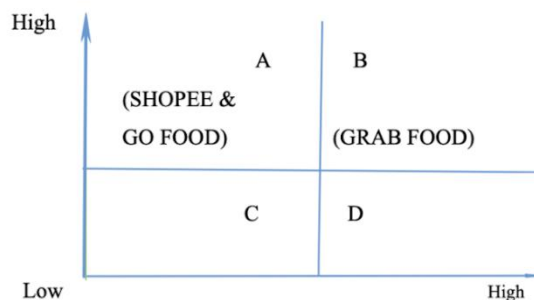 High
A
B
(SHOPEE &
GO FOOD)
(GRAB FOOD)
C
D
Low
High